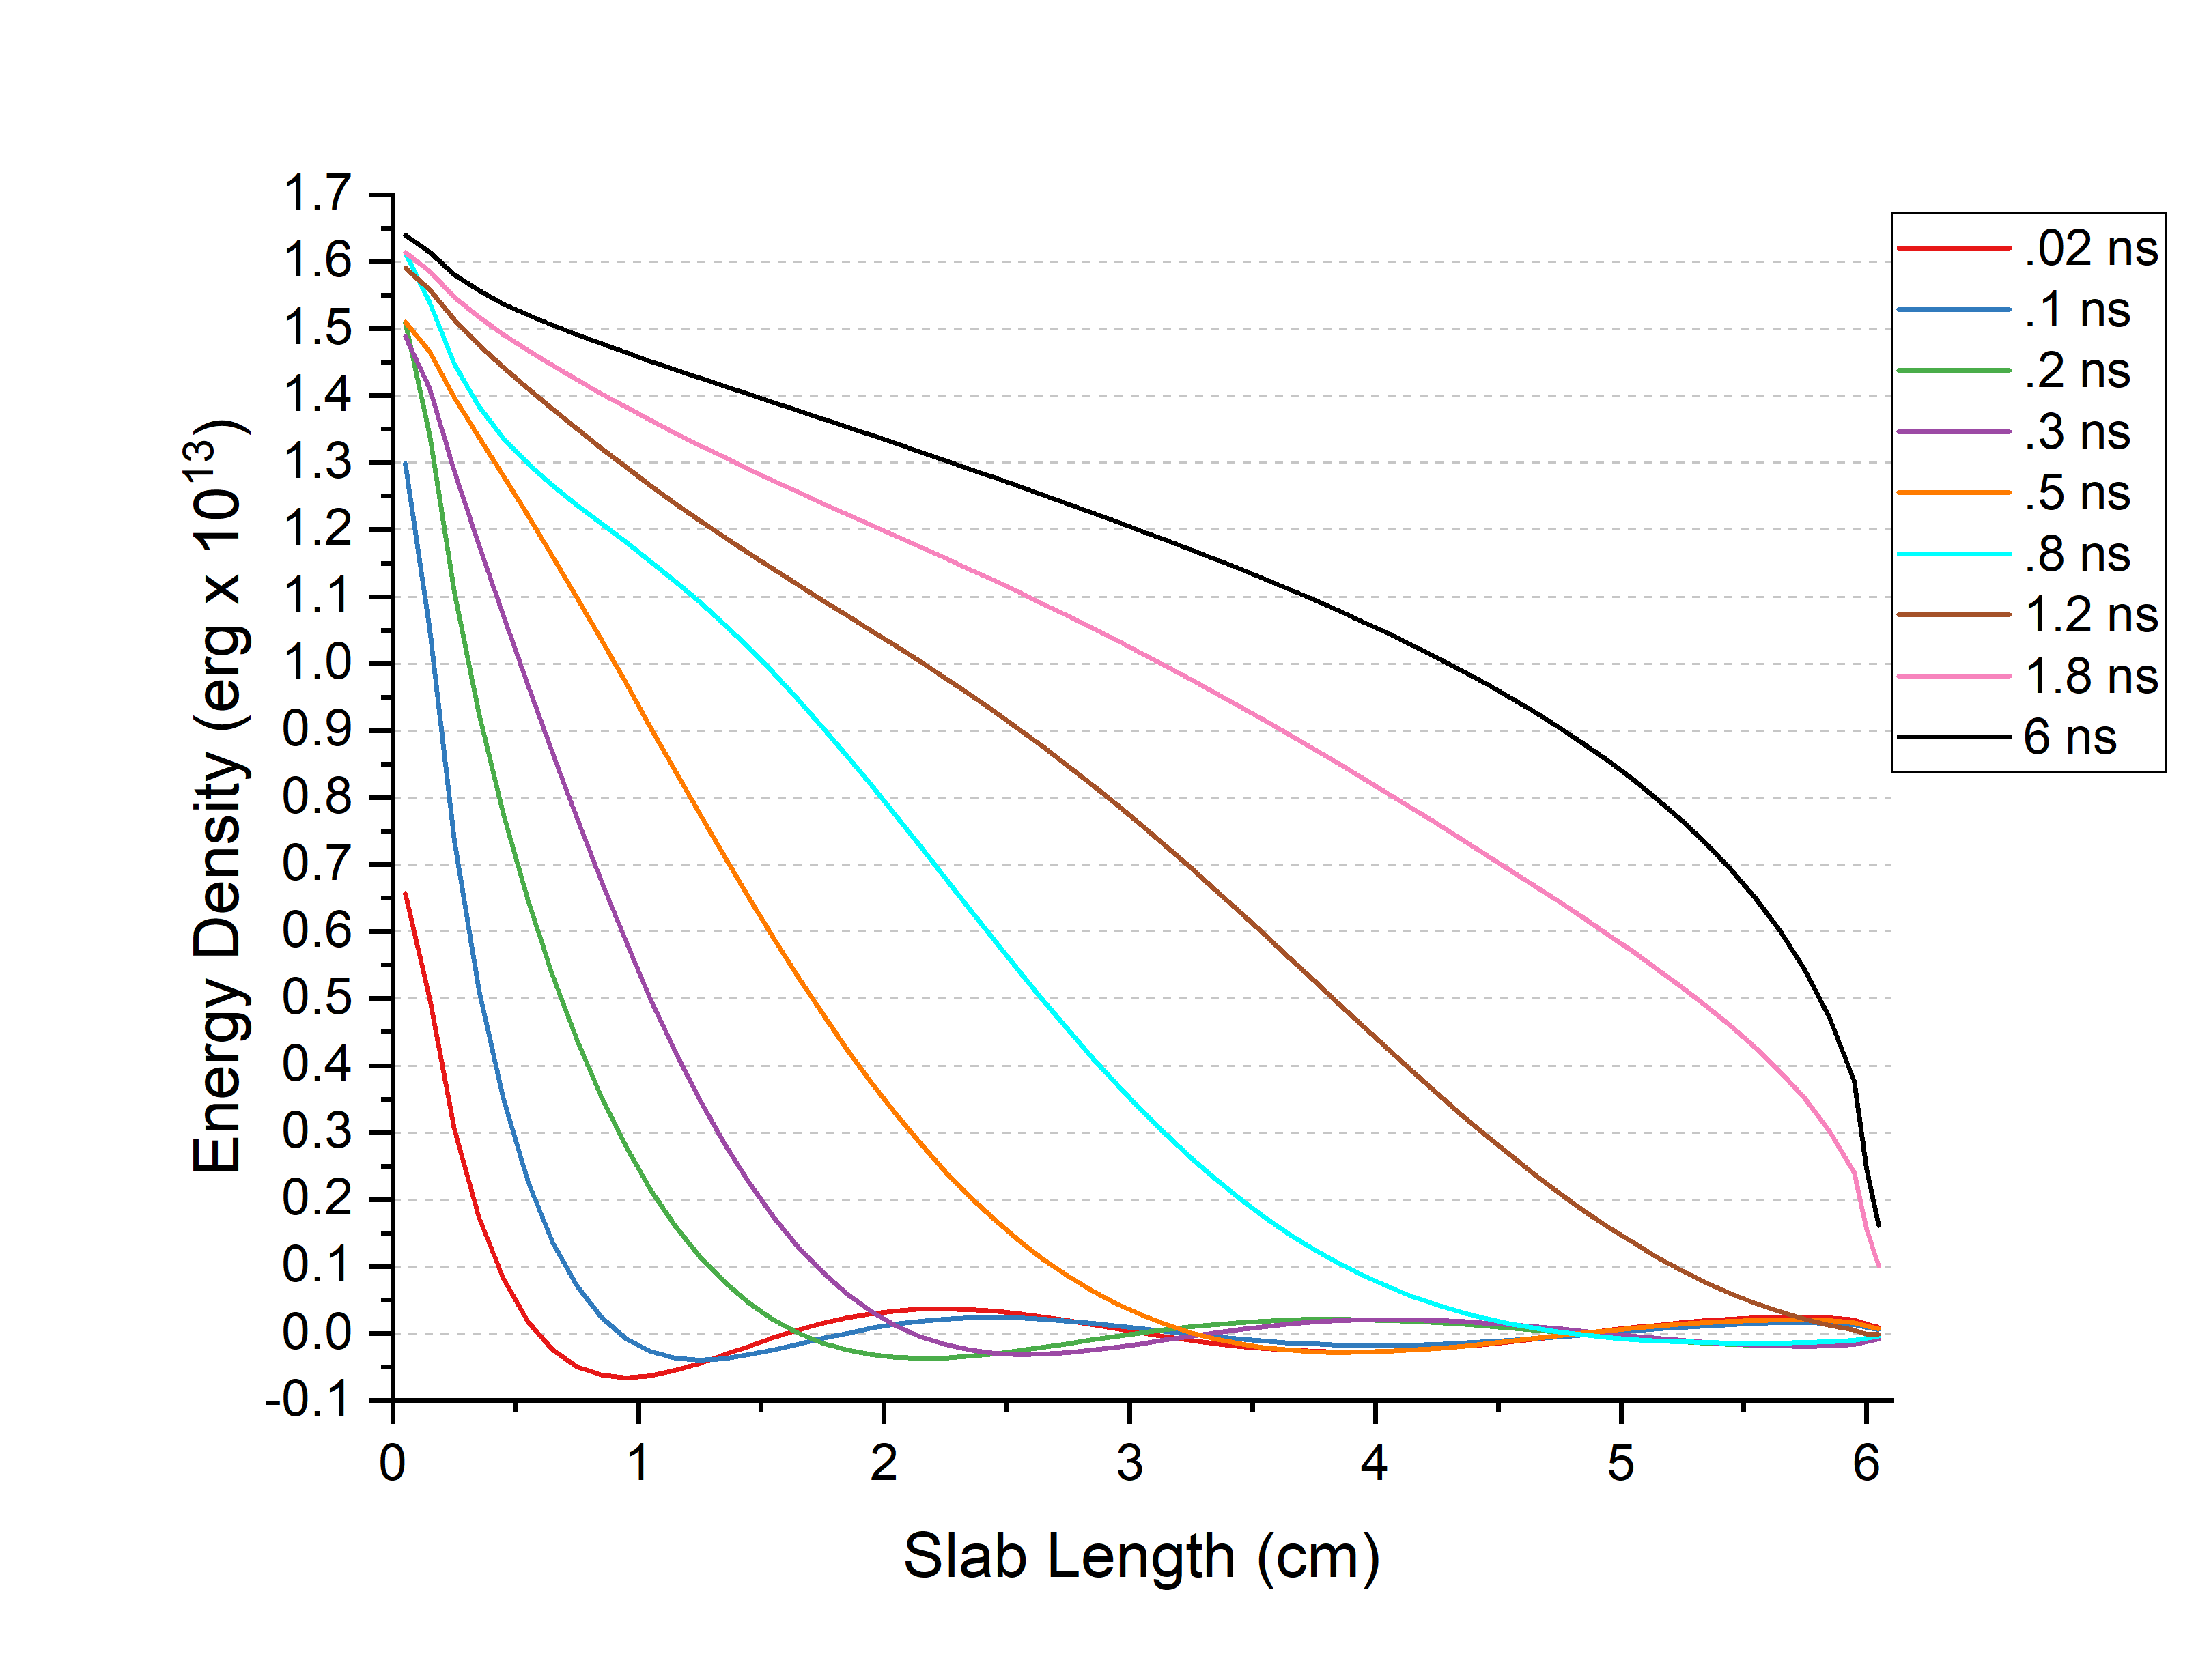 1.7
1.6
1.5
1.4
1.3
1.2
1.1
1.0
0.9
0.8
0.7
0.6
0.5
0.4
0.3
0.2
0.1
0.0
-0.1
Energy Density (erg x 10¹³)
0 1 2 3 4 5 6
Slab Length (cm)
.02 ns
.1 ns
.2 ns
.3 ns
.5 ns
.8 ns
1.2 ns
1.8 ns
6 ns